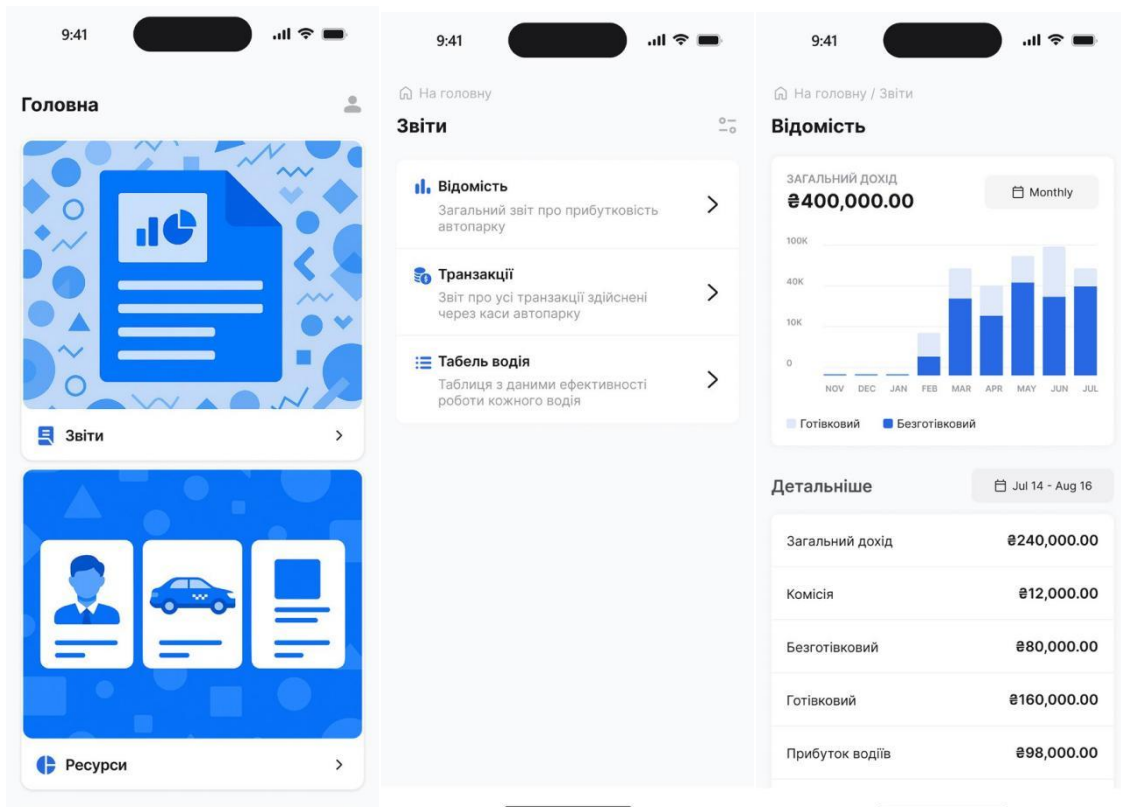 9:41
Головна
Звіти
Ресурси
9:41
На головну
Звіти
Відомість
Загальний звіт про прибутковість
автопарку
Транзакції
Звіт про усі транзакції здійснені
через каси автопарку
Табель водія
Таблиця з даними ефективності
роботи кожного водія
9:41
На головну / Звіти
Відомість
ЗАГАЛЬНИЙ ДОХІД
₴400,000.00
Monthly
100K
40K
10K
0
NOV DEC JAN FEB MAR APR MAY JUN JUL
Готівковий Безготівковий
Детальніше
Jul 14 - Aug 16
Загальний дохід ₴240,000.00
Комісія ₴12,000.00
Безготівковий ₴80,000.00
Готівковий ₴160,000.00
Прибуток водіїв ₴98,000.00